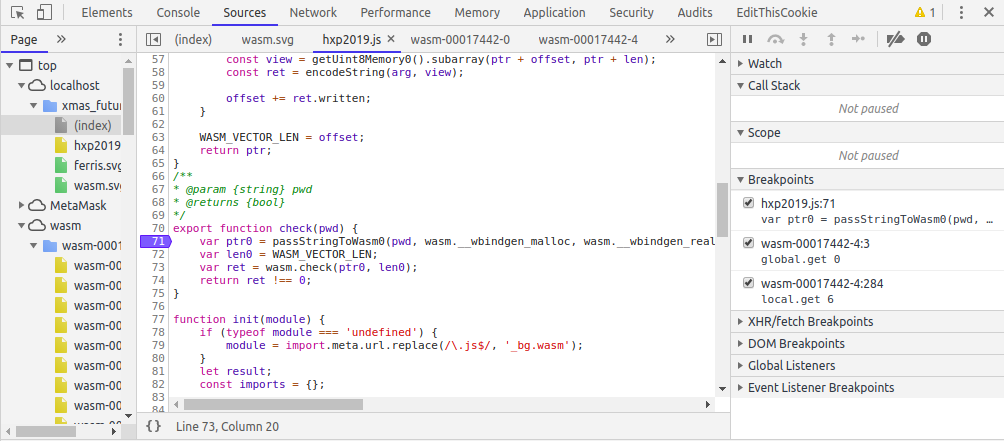 Elements Console Sources Network Performance Memory Application Security Audits EditThisCookie 1
Page
(index) wasm.svg hxp2019.js wasm-00017442-0 wasm-00017442-4
top
localhost
xmas_futu
(index)
hxp2019
ferris.svg
wasm.sv
MetaMask
wasm
wasm-0001
wasm-00
wasm-00
wasm-00
wasm-00
wasm-00
wasm-00
wasm-00
wasm-00
wasm-00
57 const view = getUint8Memory0().subarray(ptr + offset, ptr + len);
58 const ret = encodeString(arg, view);
59
60 offset += ret.written;
61 }
62
63 WASM_VECTOR_LEN = offset;
64 return ptr;
65 }
66 /**
67 * @param {string} pwd
68 * @returns {bool}
69 */
70 export function check(pwd) {
71 var ptr0 = passStringToWasm0(pwd, wasm.__wbindgen_malloc, wasm.__wbindgen_real
72 var len0 = WASM_VECTOR_LEN;
73 var ret = wasm.check(ptr0, len0);
74 return ret !== 0;
75 }
76
77 function init(module) {
78 if (typeof module === 'undefined') {
79 module = import.meta.url.replace(/\.js$/, '_bg.wasm');
80 }
81 let result;
82 const imports = {};
83
84
{} Line 73, Column 20
Watch
Call Stack
Not paused
Scope
Not paused
Breakpoints
hxp2019.js:71
var ptr0 = passStringToWasm0(pwd, …
wasm-00017442-4:3
global.get 0
wasm-00017442-4:284
local.get 6
XHR/fetch Breakpoints
DOM Breakpoints
Global Listeners
Event Listener Breakpoints